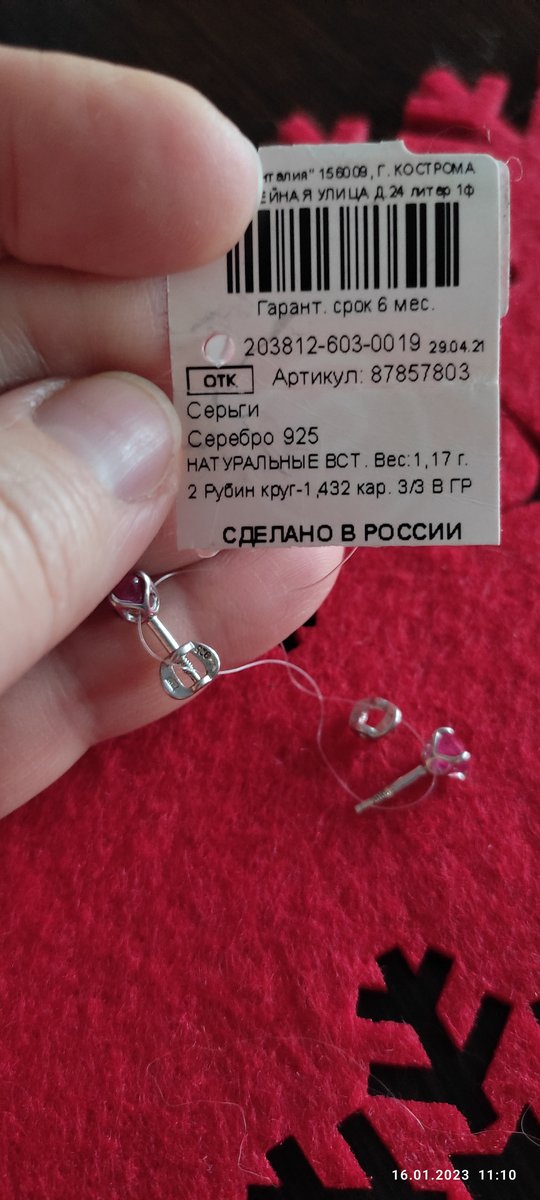 италия" 156009, Г. КОСТРОМА
ЕЙНАЯ УЛИЦА Д.24 литер 1ф
Гарант. срок 6 мес.
203812-603-0019 29.04.21
ОТК Артикул: 87857803
Серьги
Серебро 925
НАТУРАЛЬНЫЕ ВСТ. Вес:1,17 г.
2 Рубин круг-1,432 кар. 3/3 В ГР
СДЕЛАНО В РОССИИ
16.01.2023 11:10